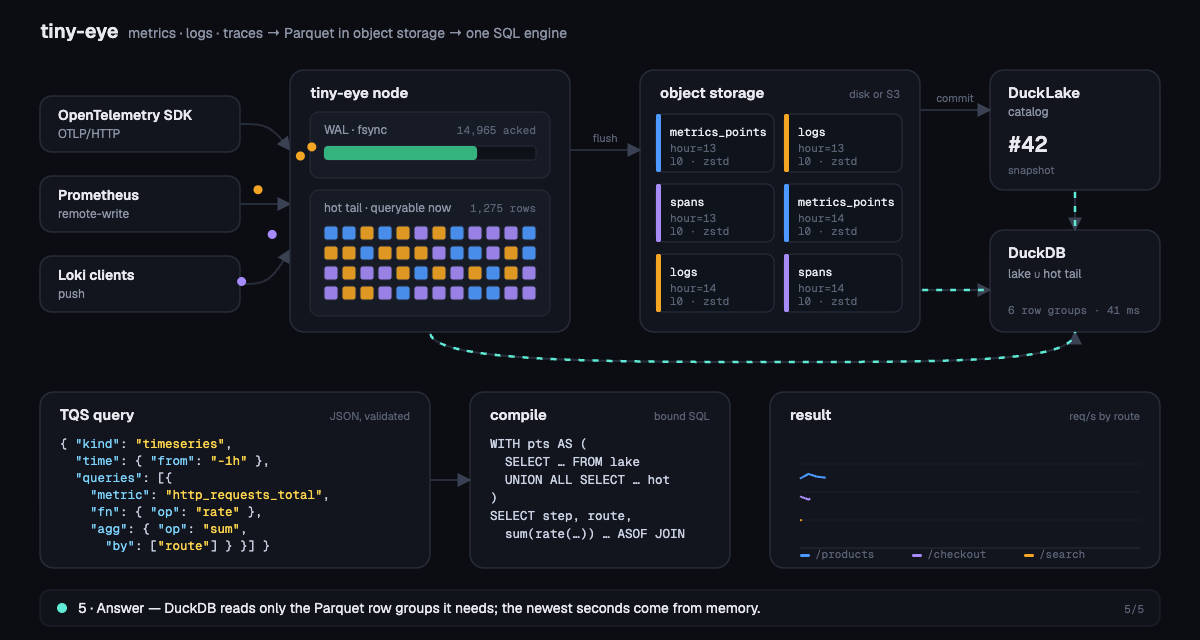 tiny-eye metrics · logs · traces → Parquet in object storage → one SQL engine
OpenTelemetry SDK
OTLP/HTTP
Prometheus
remote-write
Loki clients
push
tiny-eye node
WAL · fsync 14,965 acked
hot tail · queryable now 1,275 rows
flush
object storage disk or S3
metrics_points
hour=13
l0 · zstd
logs
hour=13
l0 · zstd
spans
hour=13
l0 · zstd
metrics_points
hour=14
l0 · zstd
logs
hour=14
l0 · zstd
spans
hour=14
l0 · zstd
commit
DuckLake
catalog
#42
snapshot
DuckDB
lake ∪ hot tail
6 row groups · 41 ms
TQS query JSON, validated
{ "kind": "timeseries",
"time": { "from": "-1h" },
"queries": [{
"metric": "http_requests_total",
"fn": { "op": "rate" },
"agg": { "op": "sum",
"by": ["route"] } }] }
compile bound SQL
WITH pts AS (
SELECT … FROM lake
UNION ALL SELECT … hot
)
SELECT step, route,
sum(rate(…)) … ASOF JOIN
result req/s by route
/products /checkout /search
5 · Answer — DuckDB reads only the Parquet row groups it needs; the newest seconds come from memory. 5/5